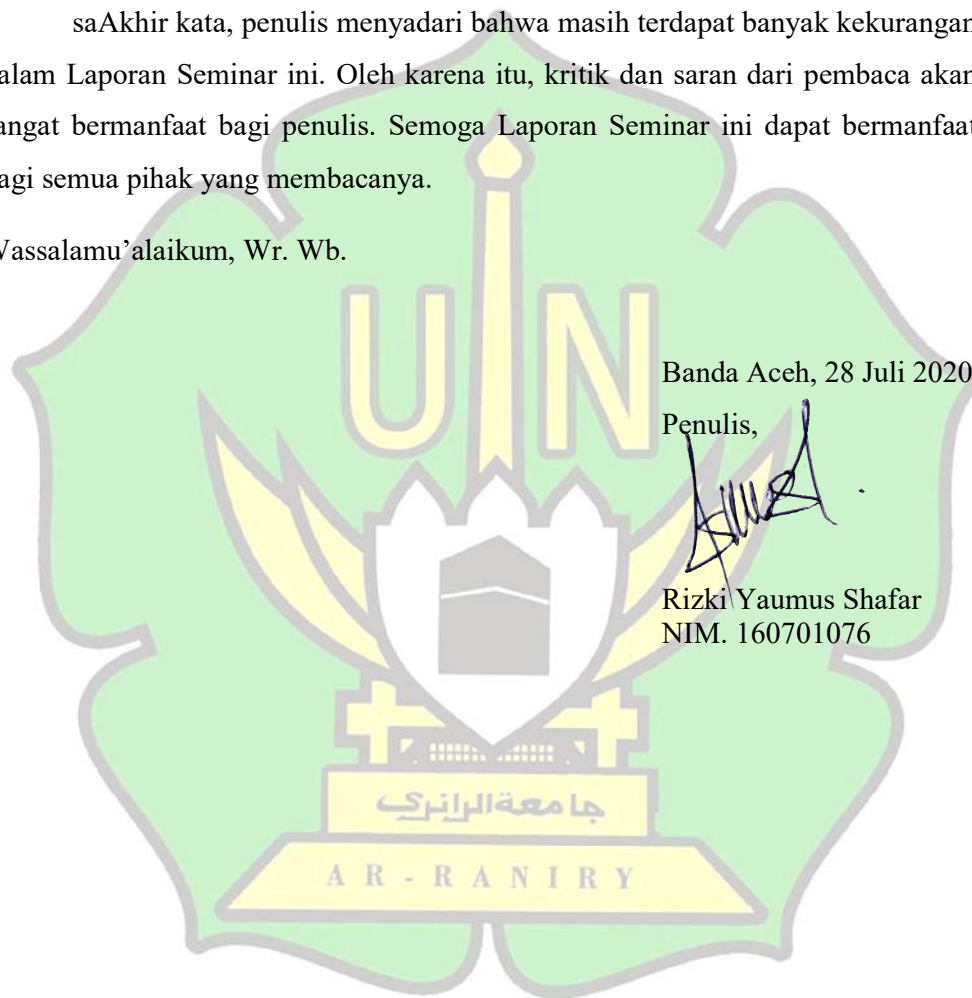 saAkhir kata, penulis menyadari bahwa masih terdapat banyak kekurangan
alam Laporan Seminar ini. Oleh karena itu, kritik dan saran dari pembaca akan
angat bermanfaat bagi penulis. Semoga Laporan Seminar ini dapat bermanfaat
agi semua pihak yang membacanya.
Wassalamu’alaikum, Wr. Wb.
Banda Aceh, 28 Juli 2020
Penulis,
Rizki Yaumus Shafar
NIM. 160701076
UIN
جامعةالرانري
AR-RANIRY